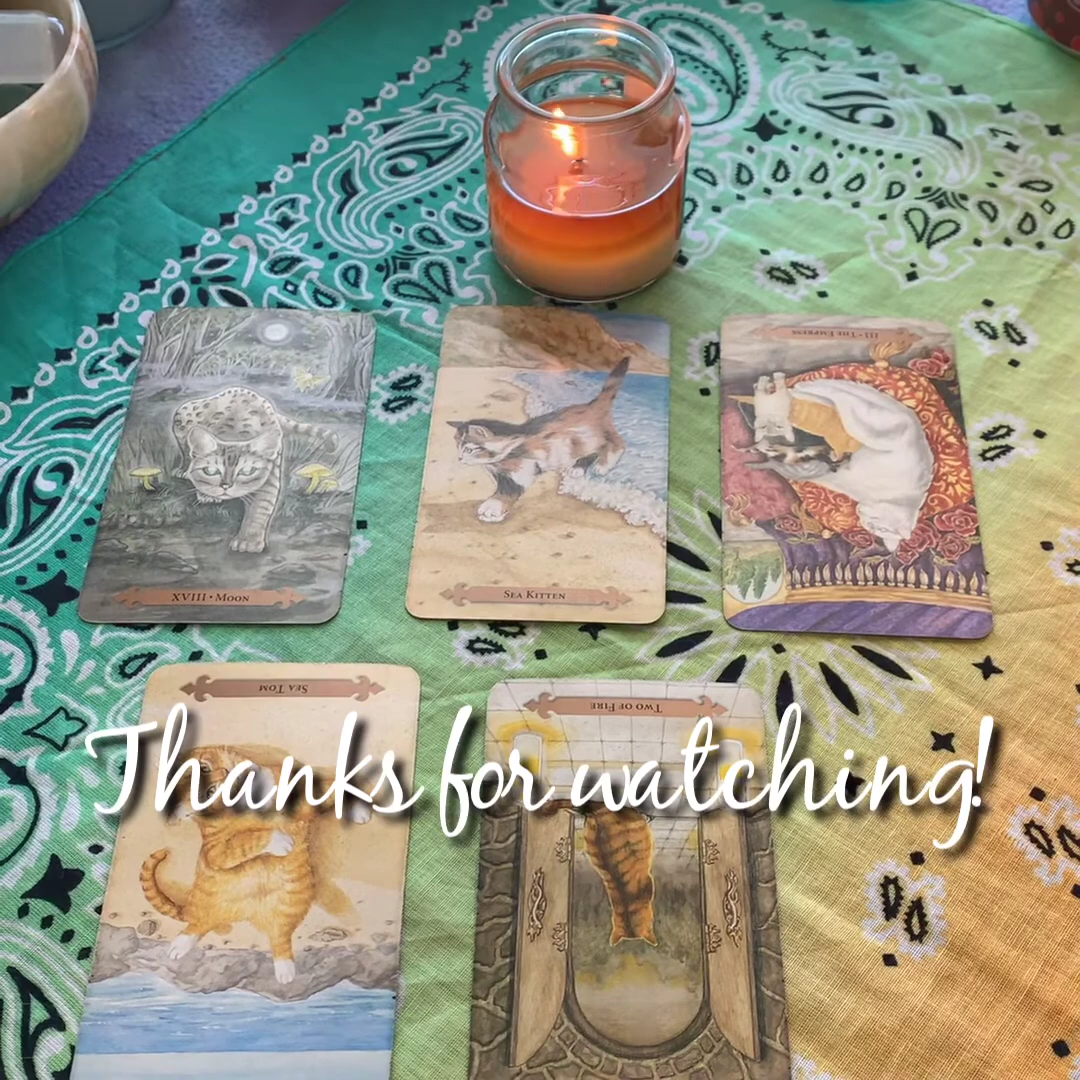 III • The Empress
XVIII • Moon
Sea Kitten
Sea Tom
Two of Fire
Thanks for watching!